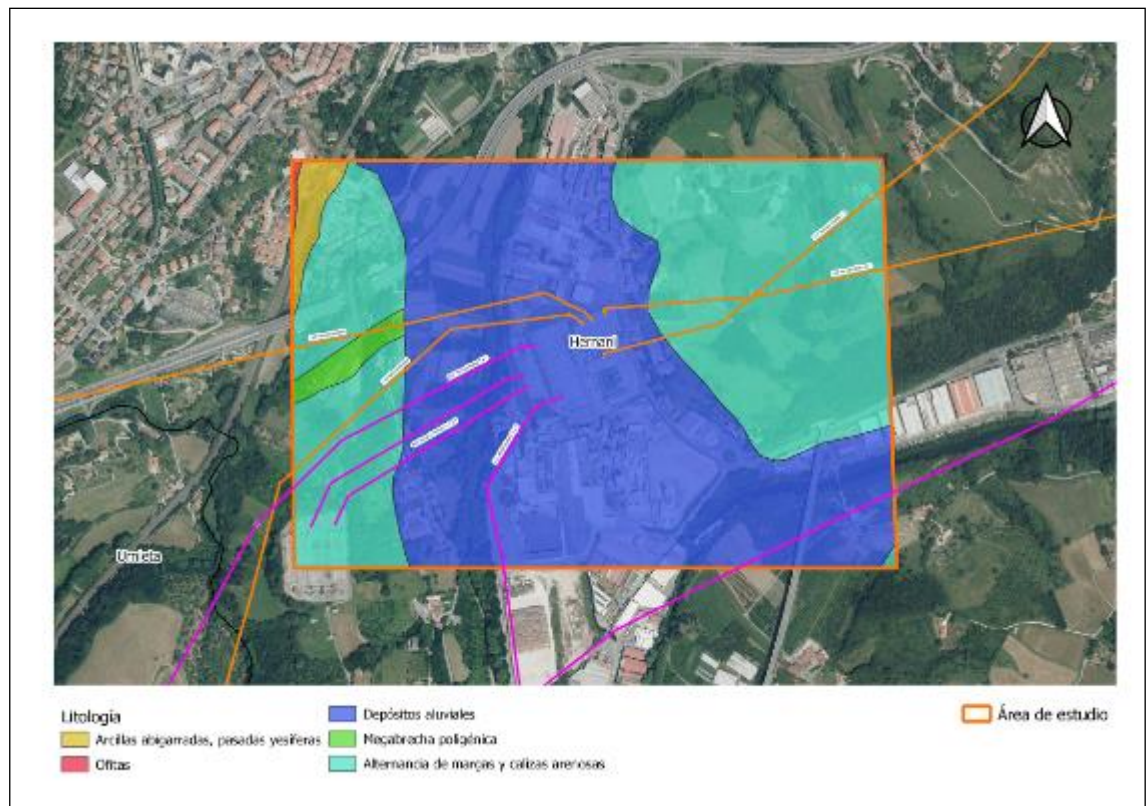 Hernani
Urnieta
Litología
Arcillas abigarradas, pasadas yesíferas
Ofitas
Depósitos aluviales
Megabrecha poligénica
Alternancia de margas y calizas arenosas
Área de estudio